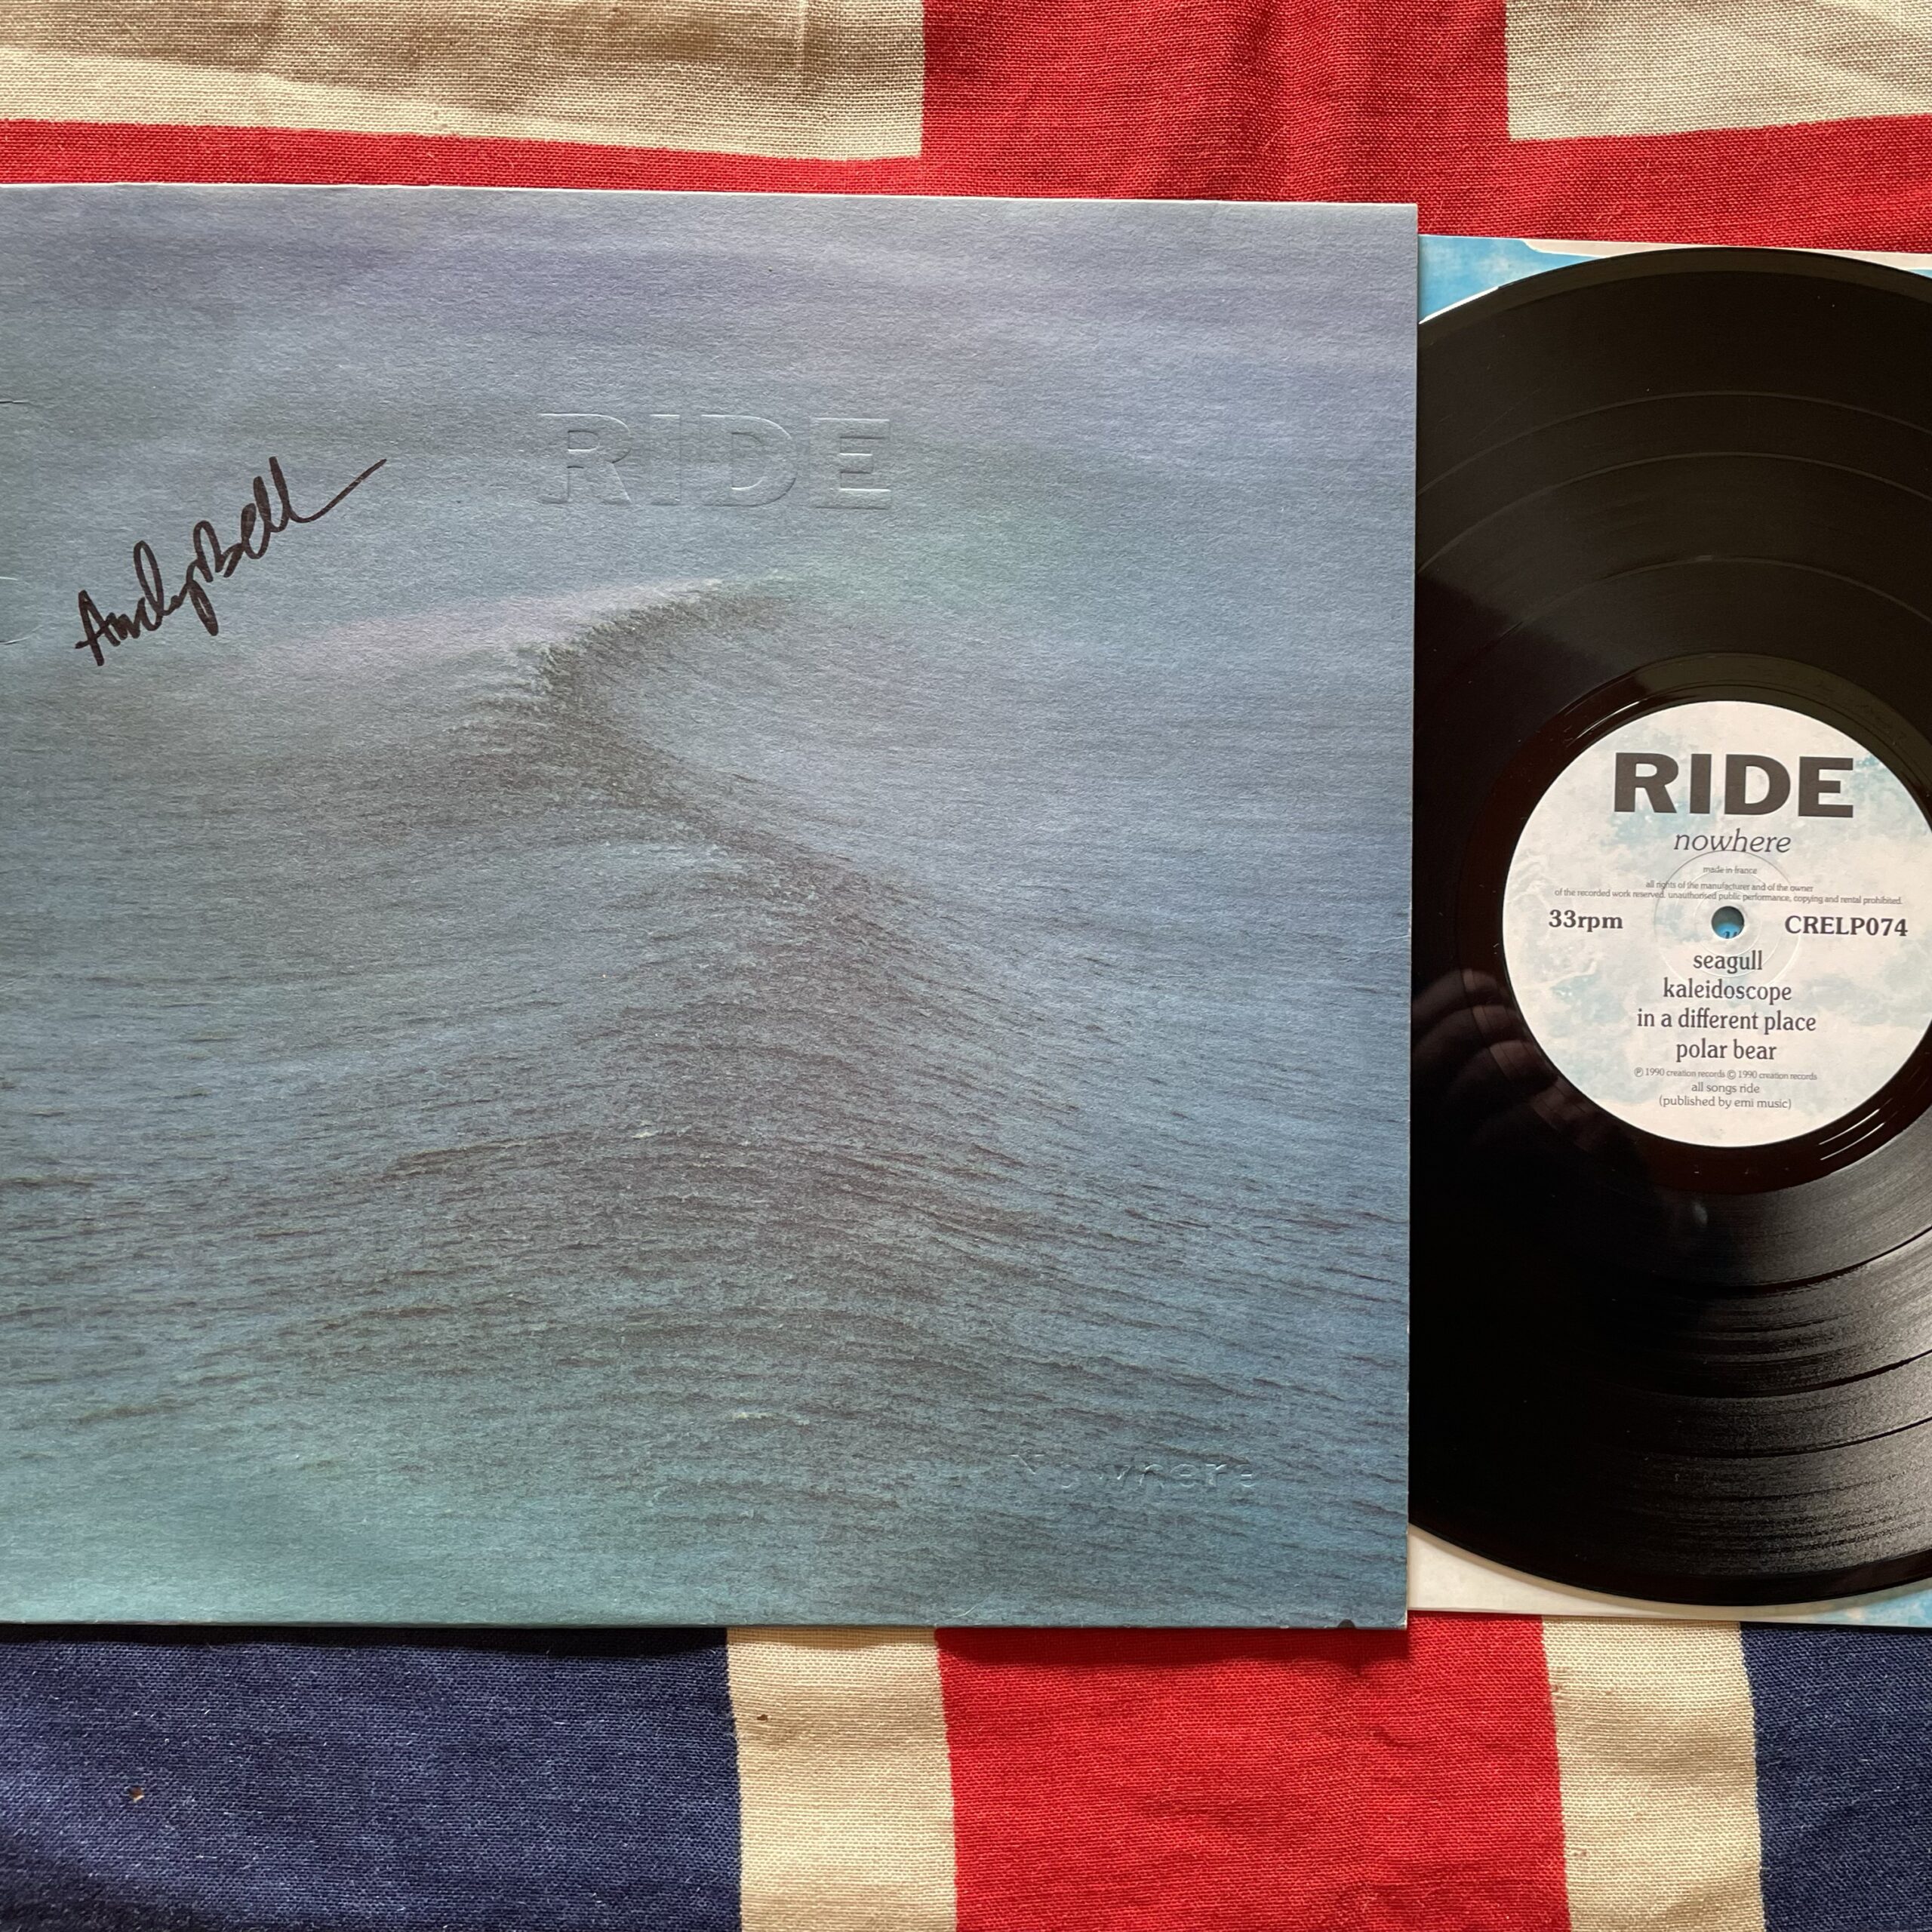 RIDE
Andy Bell
Nowhere
RIDE
nowhere
made in france
all rights of the manufacturer and of the owner
of the recorded work reserved. unauthorised public performance, copying and rental prohibited.
33rpm CRELP074
seagull
kaleidoscope
in a different place
polar bear
℗ 1990 creation records © 1990 creation records
all songs ride
(published by emi music)